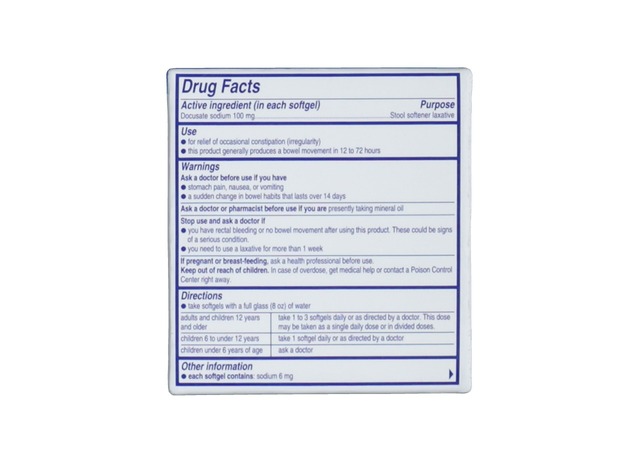 Drug Facts
Active ingredient (in each softgel) Purpose
Docusate sodium 100 mg Stool softener laxative
Use
● for relief of occasional constipation (irregularity)
● this product generally produces a bowel movement in 12 to 72 hours
Warnings
Ask a doctor before use if you have
● stomach pain, nausea, or vomiting
● a sudden change in bowel habits that lasts over 14 days
Ask a doctor or pharmacist before use if you are presently taking mineral oil
Stop use and ask a doctor if
● you have rectal bleeding or no bowel movement after using this product. These could be signs
of a serious condition.
● you need to use a laxative for more than 1 week
If pregnant or breast-feeding, ask a health professional before use.
Keep out of reach of children. In case of overdose, get medical help or contact a Poison Control
Center right away.
Directions
● take softgels with a full glass (8 oz) of water
adults and children 12 years take 1 to 3 softgels daily or as directed by a doctor. This dose
and older may be taken as a single daily dose or in divided doses.
children 6 to under 12 years take 1 softgel daily or as directed by a doctor
children under 6 years of age ask a doctor
Other information
● each softgel contains: sodium 6 mg